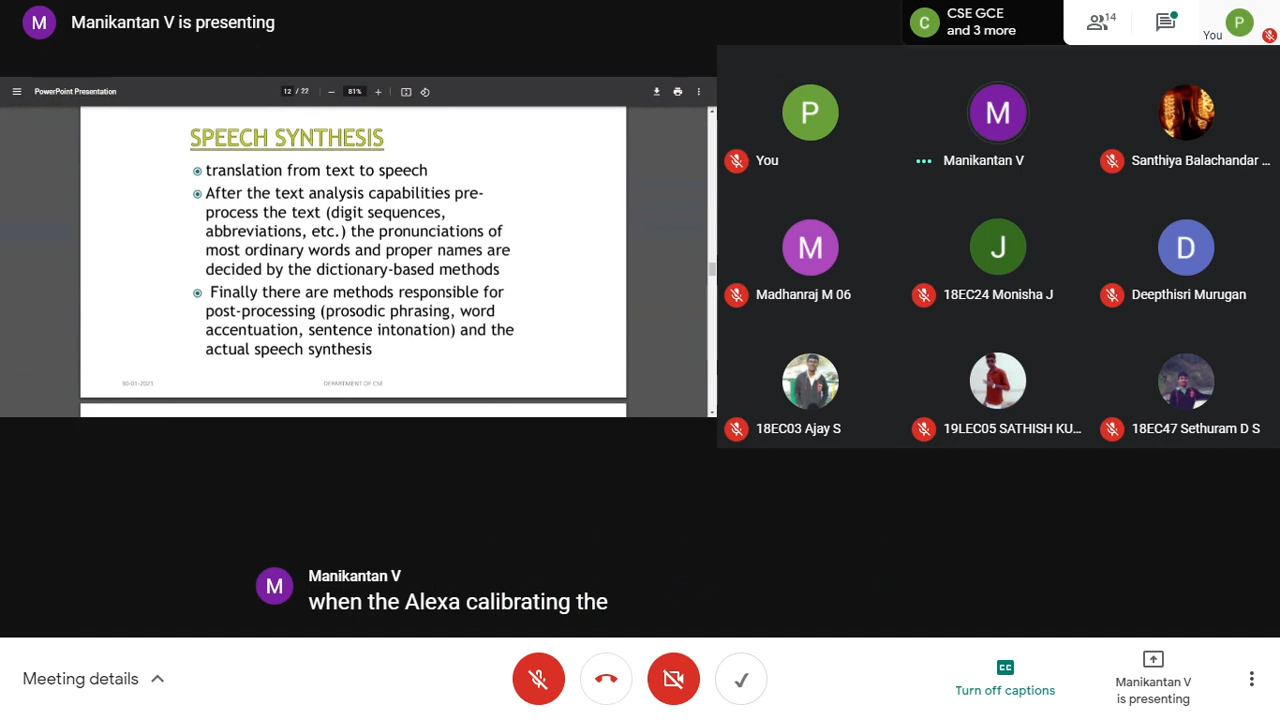 M Manikantan V is presenting
C CSE GCE
and 3 more
14
You P
PowerPoint Presentation 12 / 22 81%
SPEECH SYNTHESIS
translation from text to speech
After the text analysis capabilities pre-
process the text (digit sequences,
abbreviations, etc.) the pronunciations of
most ordinary words and proper names are
decided by the dictionary-based methods
Finally there are methods responsible for
post-processing (prosodic phrasing, word
accentuation, sentence intonation) and the
actual speech synthesis
30-01-2021 DEPARTMENT OF CSE
P M
You Manikantan V Santhiya Balachandar ...
M J D
Madhanraj M 06 18EC24 Monisha J Deepthisri Murugan
18EC03 Ajay S 19LEC05 SATHISH KU... 18EC47 Sethuram D S
M Manikantan V
when the Alexa calibrating the
Meeting details
CC
Turn off captions
Manikantan V
is presenting